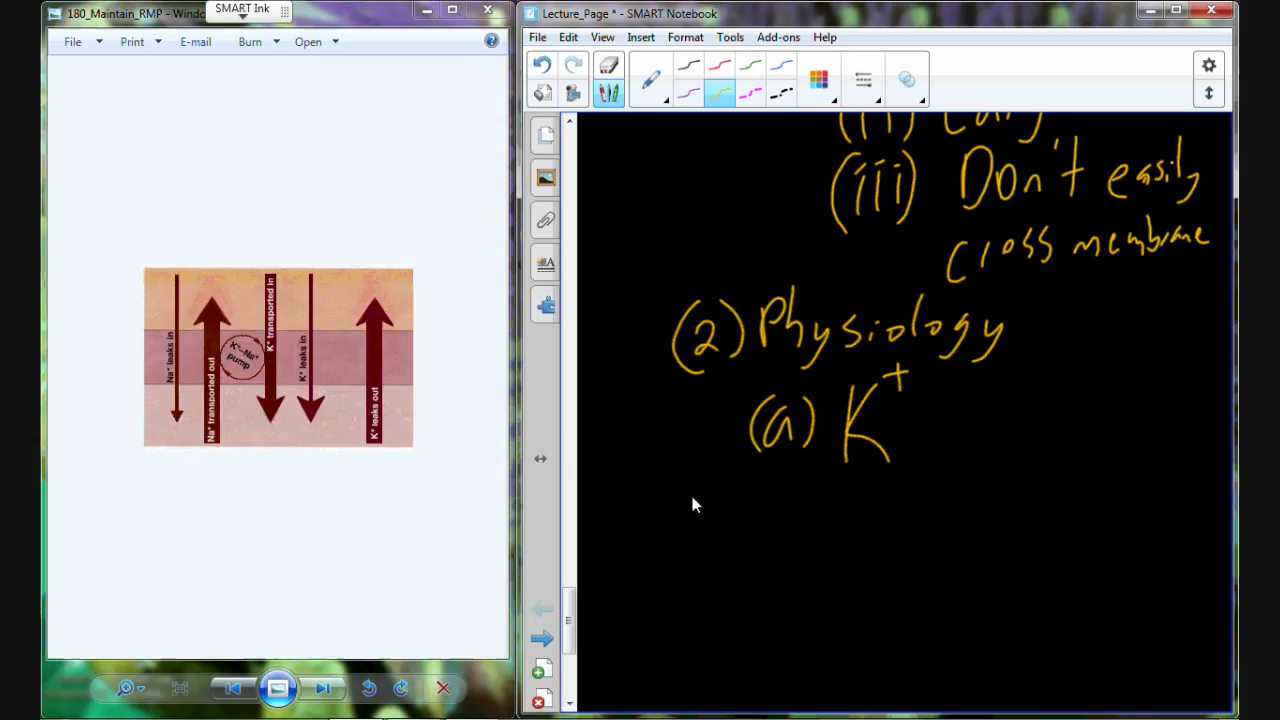 180_Maintain_RMP - Windc
SMART Ink
File Print E-mail Burn Open
Na⁺ leaks in
Na⁺ transported out
K⁺–Na⁺
pump
K⁺ transported in
K⁺ leaks in
K⁺ leaks out
Lecture_Page * - SMART Notebook
File Edit View Insert Format Tools Add-ons Help
(ii)
(iii) Don't easily
cross membrane
(2) Physiology
(a) K⁺